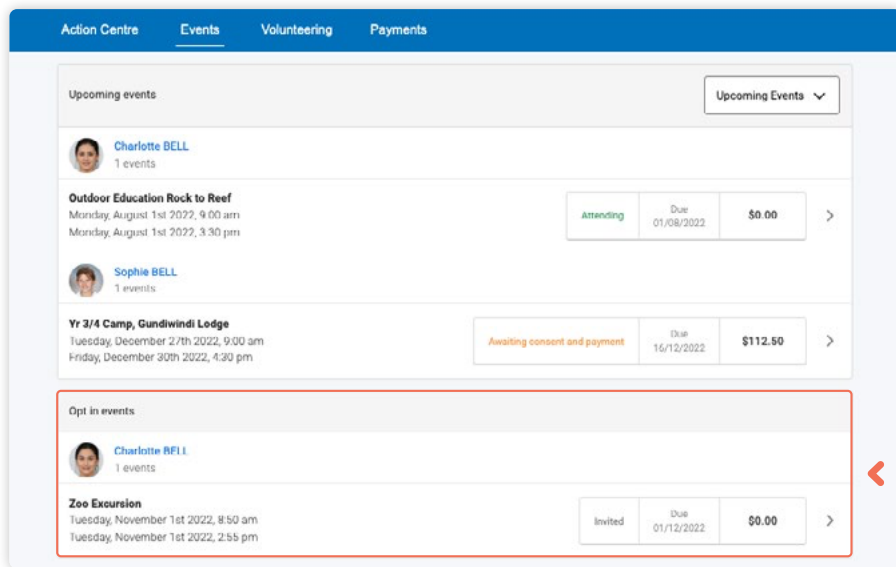 Action Centre Events Volunteering Payments
Upcoming events Upcoming Events
Charlotte BELL
1 events
Outdoor Education Rock to Reef
Monday, August 1st 2022, 9:00 am
Monday, August 1st 2022, 3:30 pm
Attending Due 01/08/2022 $0.00
Sophie BELL
1 events
Yr 3/4 Camp, Gundiwindi Lodge
Tuesday, December 27th 2022, 9:00 am
Friday, December 30th 2022, 4:30 pm
Awaiting consent and payment Due 16/12/2022 $112.50
Opt in events
Charlotte BELL
1 events
Zoo Excursion
Tuesday, November 1st 2022, 8:50 am
Tuesday, November 1st 2022, 2:55 pm
Invited Due 01/12/2022 $0.00